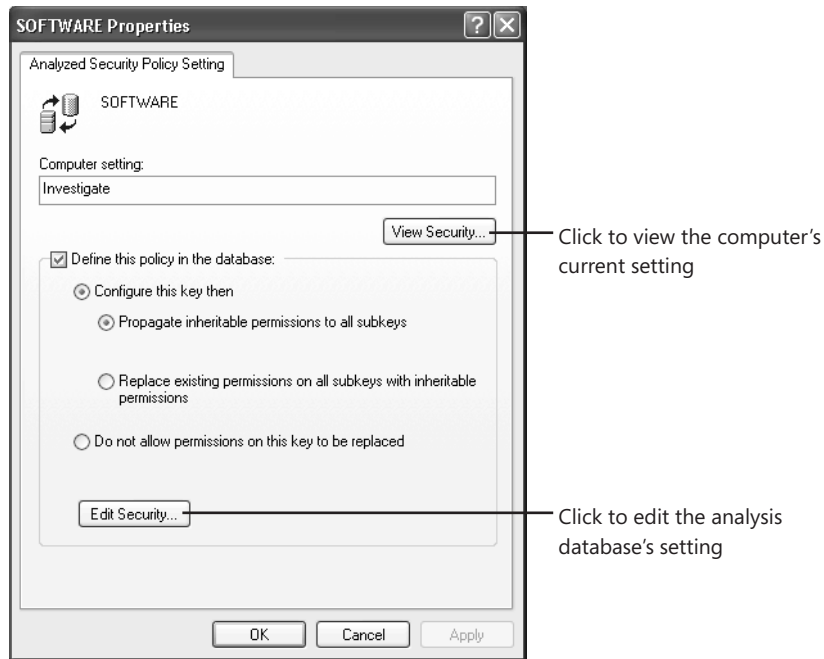 SOFTWARE Properties
Analyzed Security Policy Setting
SOFTWARE
Computer setting:
Investigate
View Security...
Click to view the computer's
current setting
Define this policy in the database:
Configure this key then
Propagate inheritable permissions to all subkeys
Replace existing permissions on all subkeys with inheritable
permissions
Do not allow permissions on this key to be replaced
Edit Security...
Click to edit the analysis
database's setting
OK
Cancel
Apply